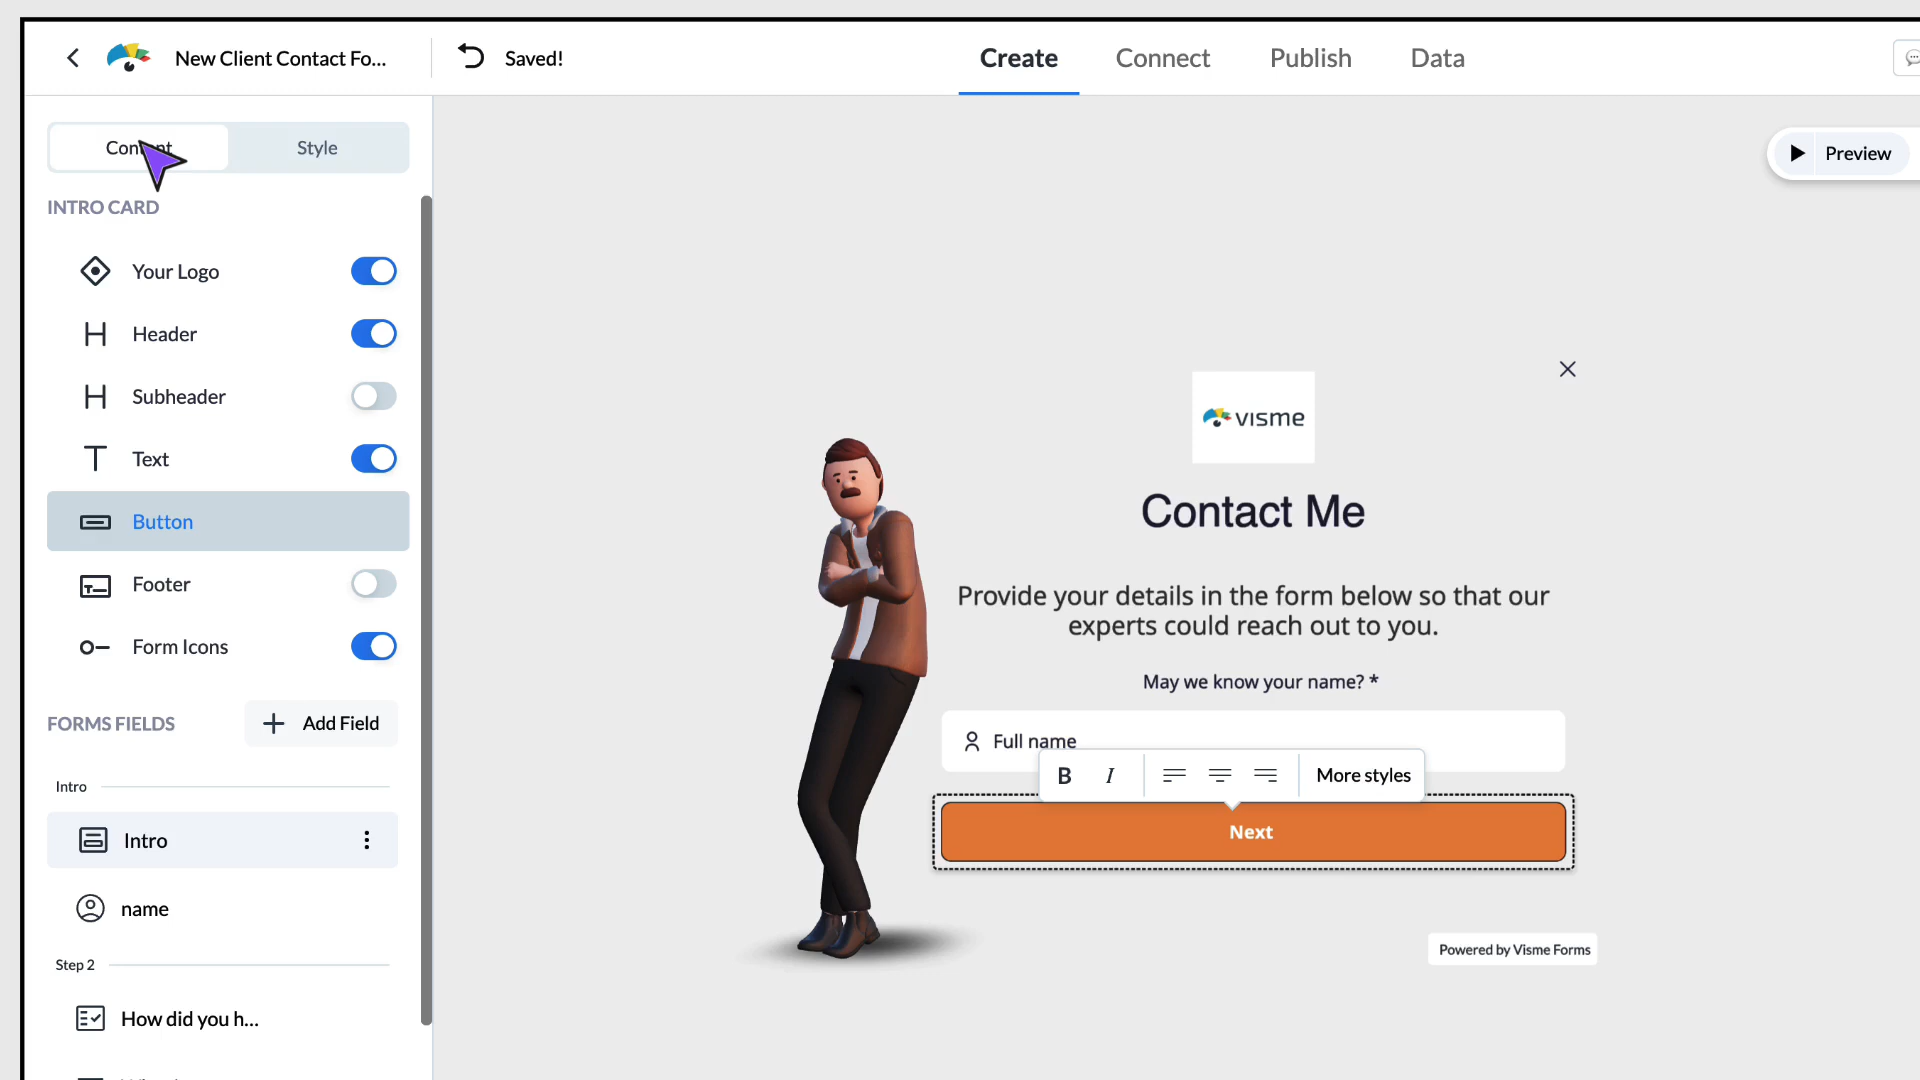 New Client Contact Fo...
Saved!
Create
Connect
Publish
Data
Content
Style
Preview
INTRO CARD
Your Logo
Header
Subheader
Text
Button
Footer
Form Icons
FORMS FIELDS
Add Field
Intro
Intro
name
Step 2
How did you h...
visme
Contact Me
Provide your details in the form below so that our
experts could reach out to you.
May we know your name? *
Full name
B I More styles
Next
Powered by Visme Forms